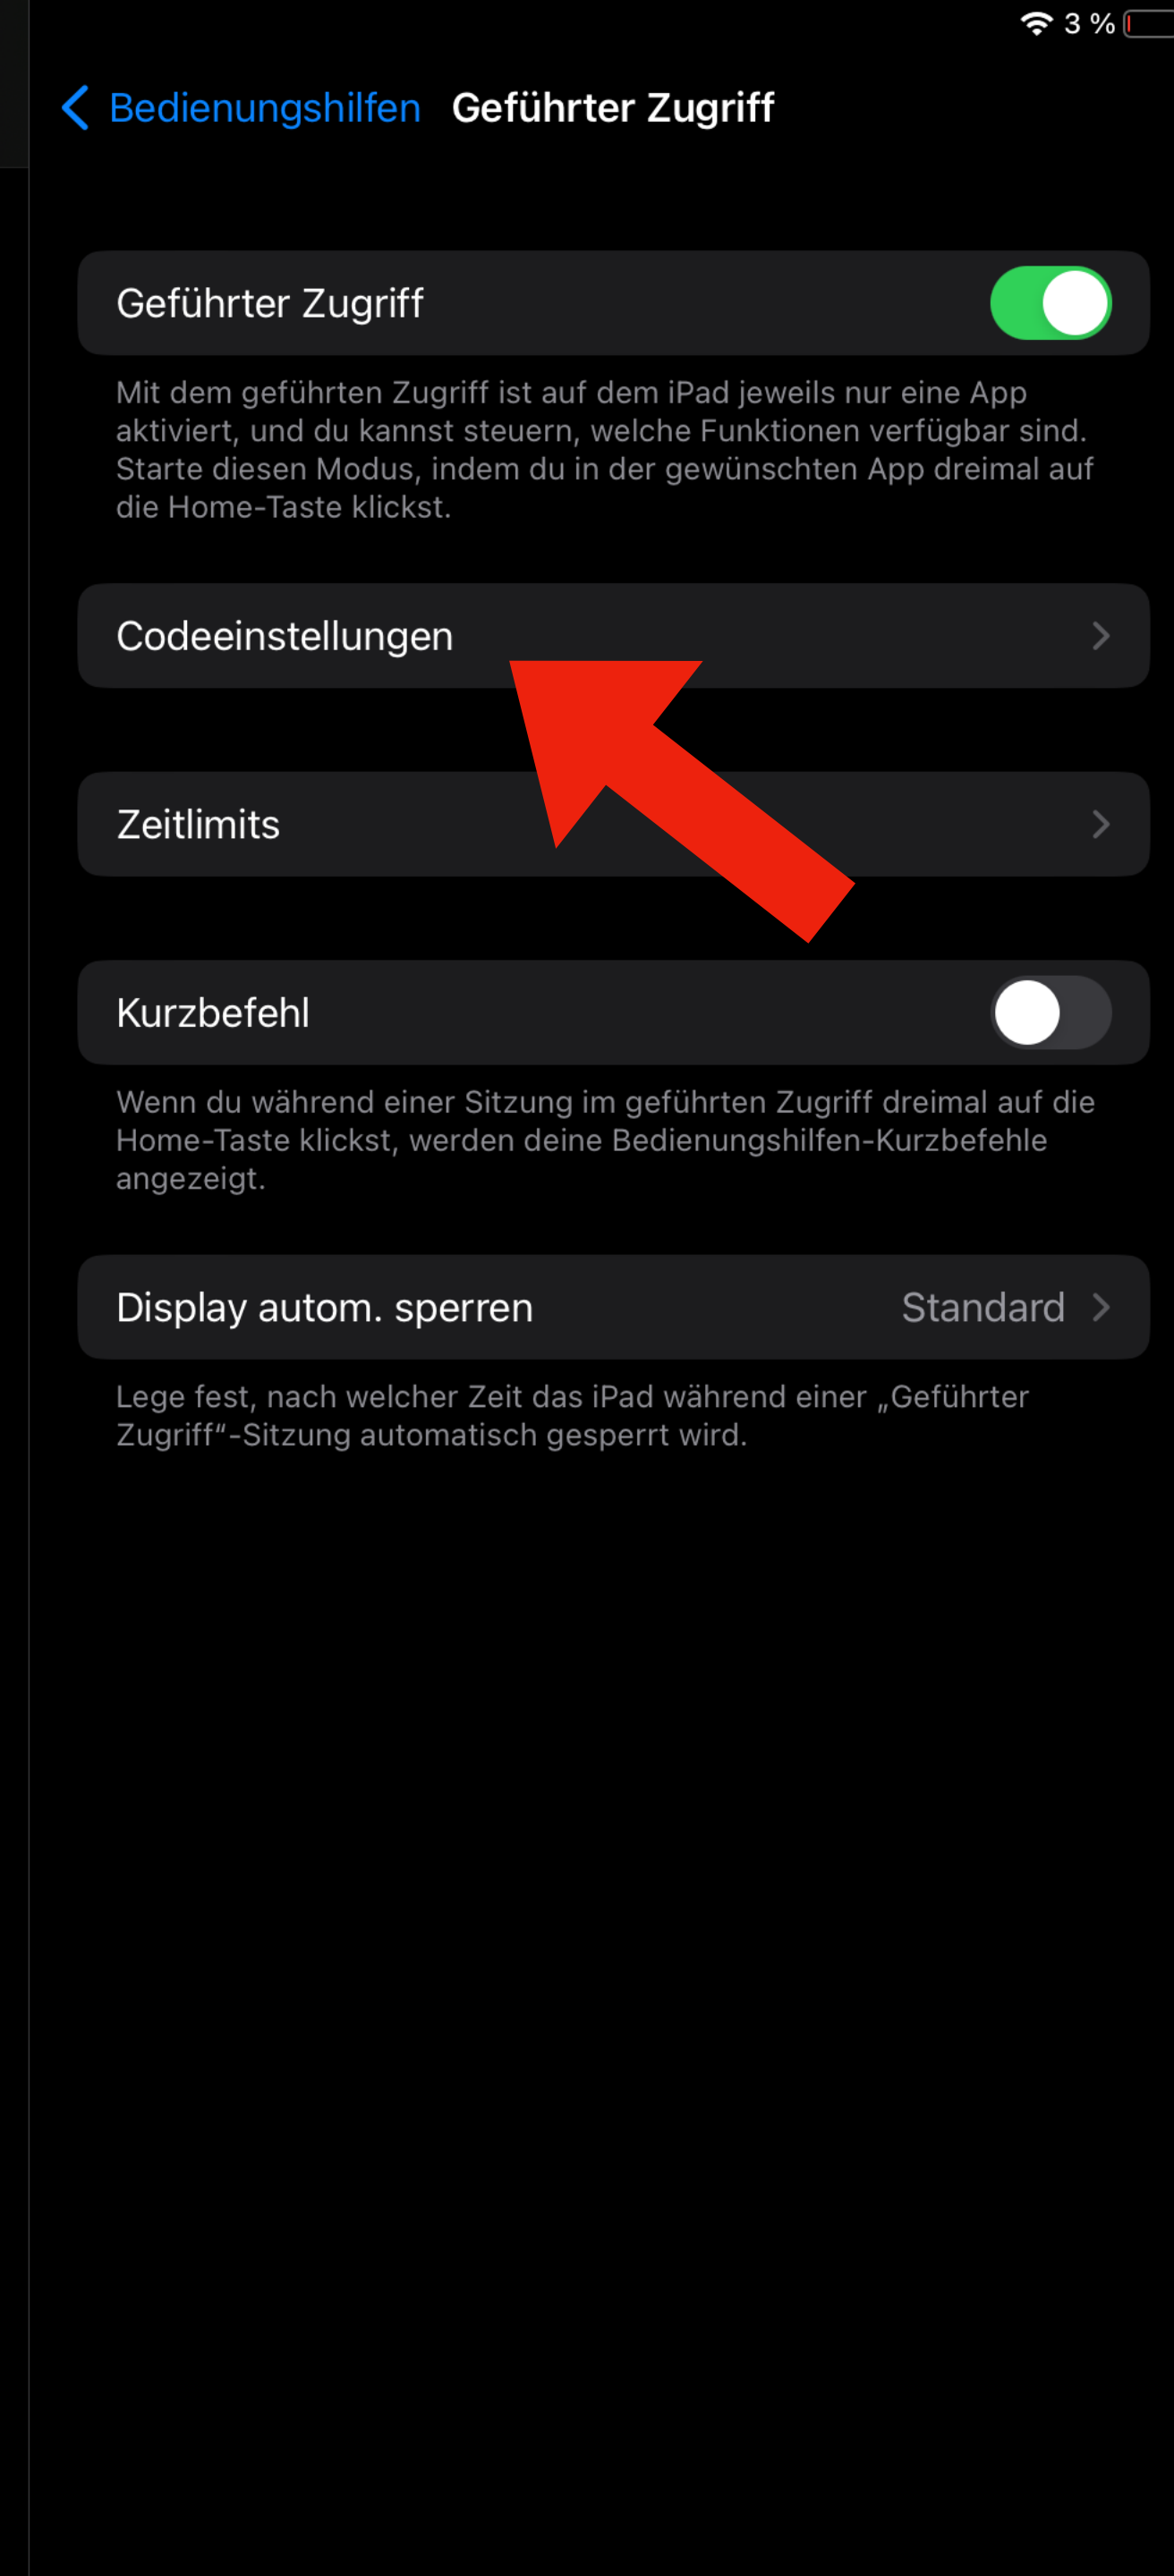 3 %
Bedienungshilfen Geführter Zugriff
Geführter Zugriff
Mit dem geführten Zugriff ist auf dem iPad jeweils nur eine App
aktiviert, und du kannst steuern, welche Funktionen verfügbar sind.
Starte diesen Modus, indem du in der gewünschten App dreimal auf
die Home-Taste klickst.
Codeeinstellungen
Zeitlimits
Kurzbefehl
Wenn du während einer Sitzung im geführten Zugriff dreimal auf die
Home-Taste klickst, werden deine Bedienungshilfen-Kurzbefehle
angezeigt.
Display autom. sperren Standard
Lege fest, nach welcher Zeit das iPad während einer „Geführter
Zugriff“-Sitzung automatisch gesperrt wird.